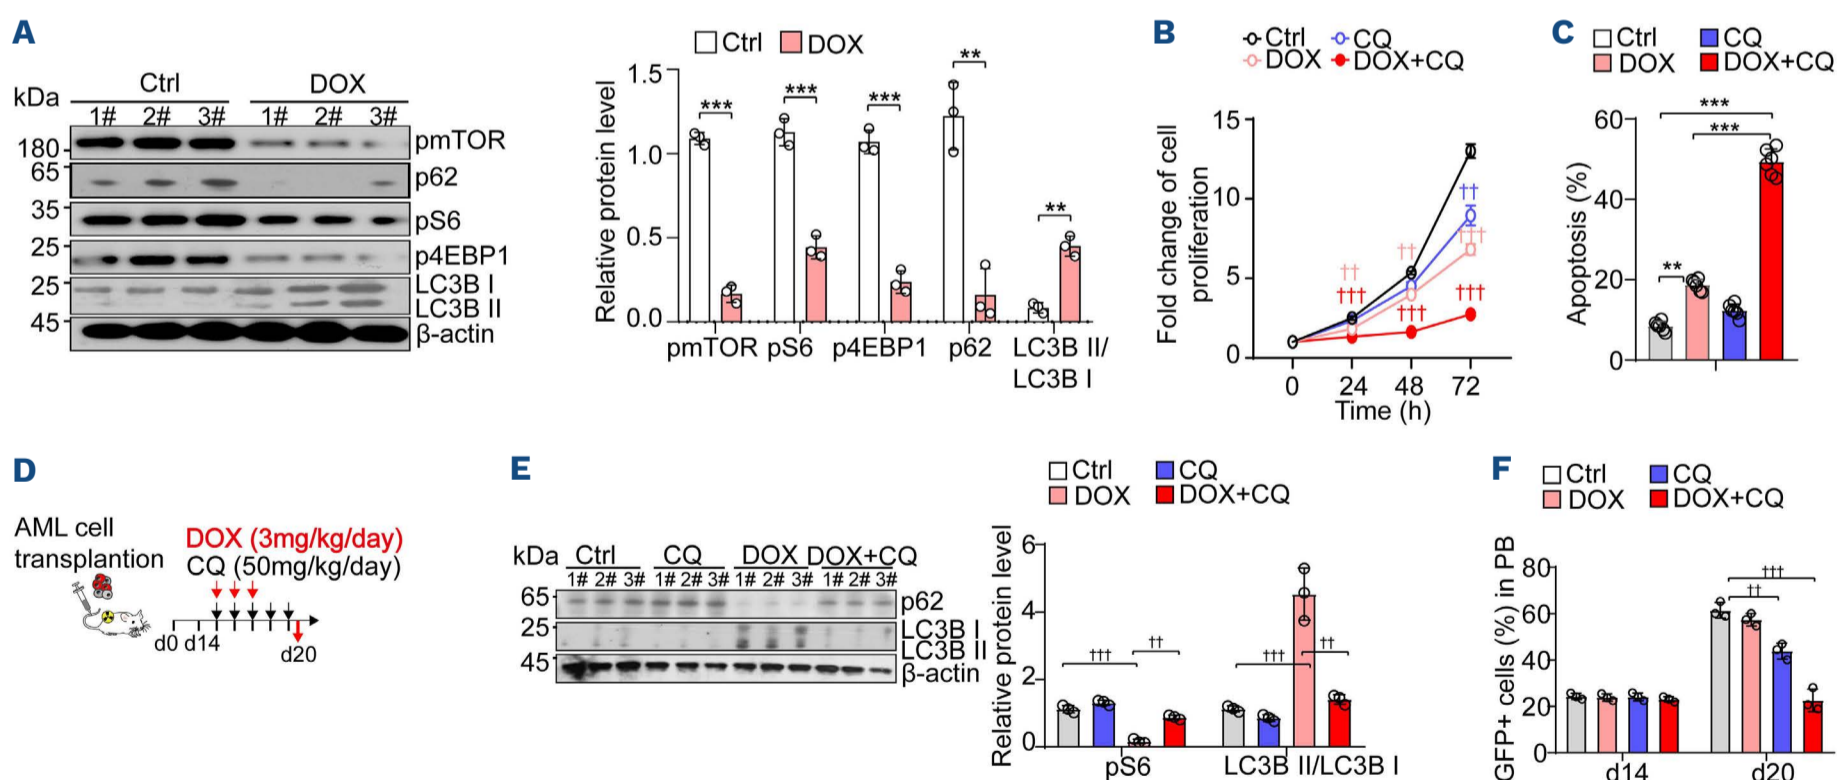 A
kDa
Ctrl DOX
1# 2# 3# 1# 2# 3#
180 pmTOR
65 p62
35 pS6
25 p4EBP1
25 LC3B I
LC3B II
45 β-actin
Ctrl DOX
Relative protein level
1.5
1.0
0.5
0.0
*** *** *** ** **
pmTOR pS6 p4EBP1 p62 LC3B II/
LC3B I
B
Ctrl CQ
DOX DOX+CQ
Fold change of cell
proliferation
15
10
5
0
†† †† †† †††
††† ††† †††
0 24 48 72
Time (h)
C
Ctrl CQ
DOX DOX+CQ
Apoptosis (%)
60
40
20
0
***
***
**
D
AML cell
transplantion
DOX (3mg/kg/day)
CQ (50mg/kg/day)
d0 d14
d20
E
kDa Ctrl CQ DOX DOX+CQ
1# 2# 3# 1# 2# 3# 1# 2# 3# 1# 2# 3#
65 p62
25 LC3B I
LC3B II
45 β-actin
Ctrl CQ
DOX DOX+CQ
Relative protein level
6
4
2
0
††† †† ††† ††
pS6 LC3B II/LC3B I
F
Ctrl CQ
DOX DOX+CQ
GFP+ cells (%) in PB
80
60
40
20
0
†††
††
d14 d20